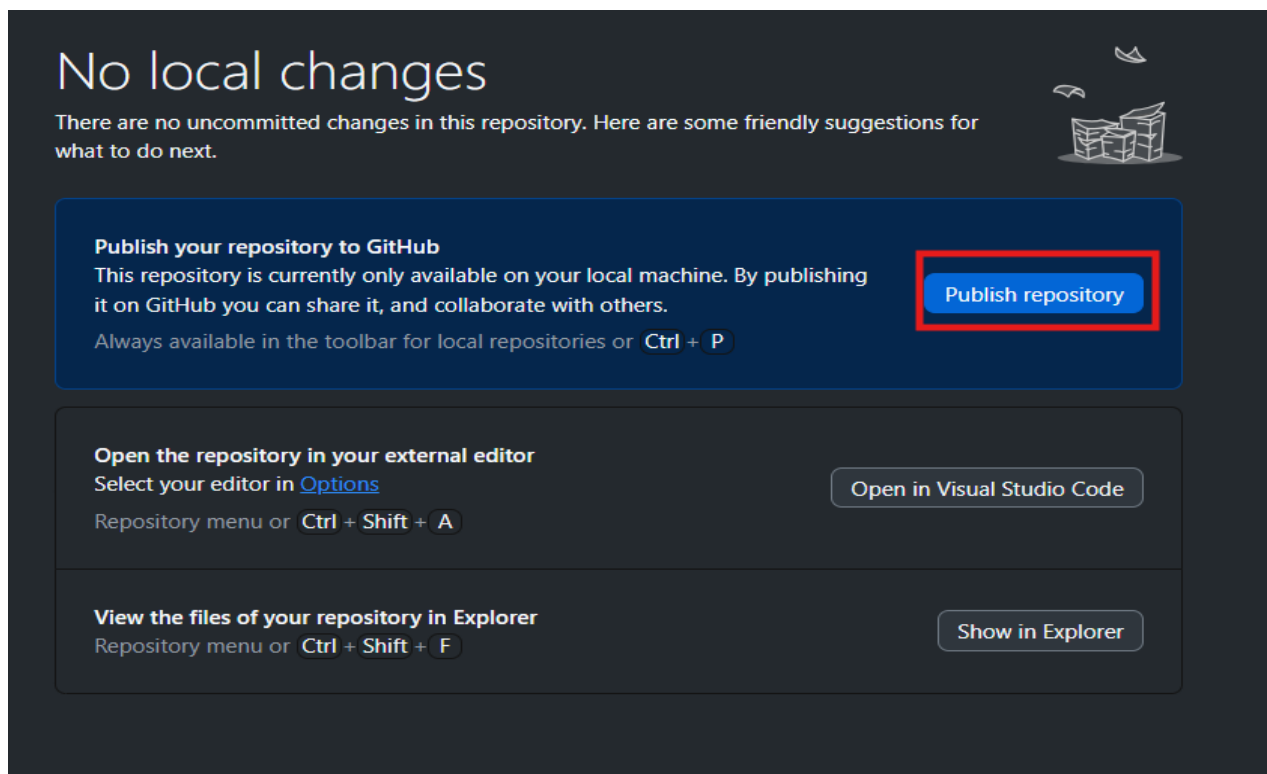 No local changes
There are no uncommitted changes in this repository. Here are some friendly suggestions for
what to do next.
Publish your repository to GitHub
This repository is currently only available on your local machine. By publishing
it on GitHub you can share it, and collaborate with others.
Always available in the toolbar for local repositories or Ctrl + P
Publish repository
Open the repository in your external editor
Select your editor in Options
Repository menu or Ctrl + Shift + A
Open in Visual Studio Code
View the files of your repository in Explorer
Repository menu or Ctrl + Shift + F
Show in Explorer